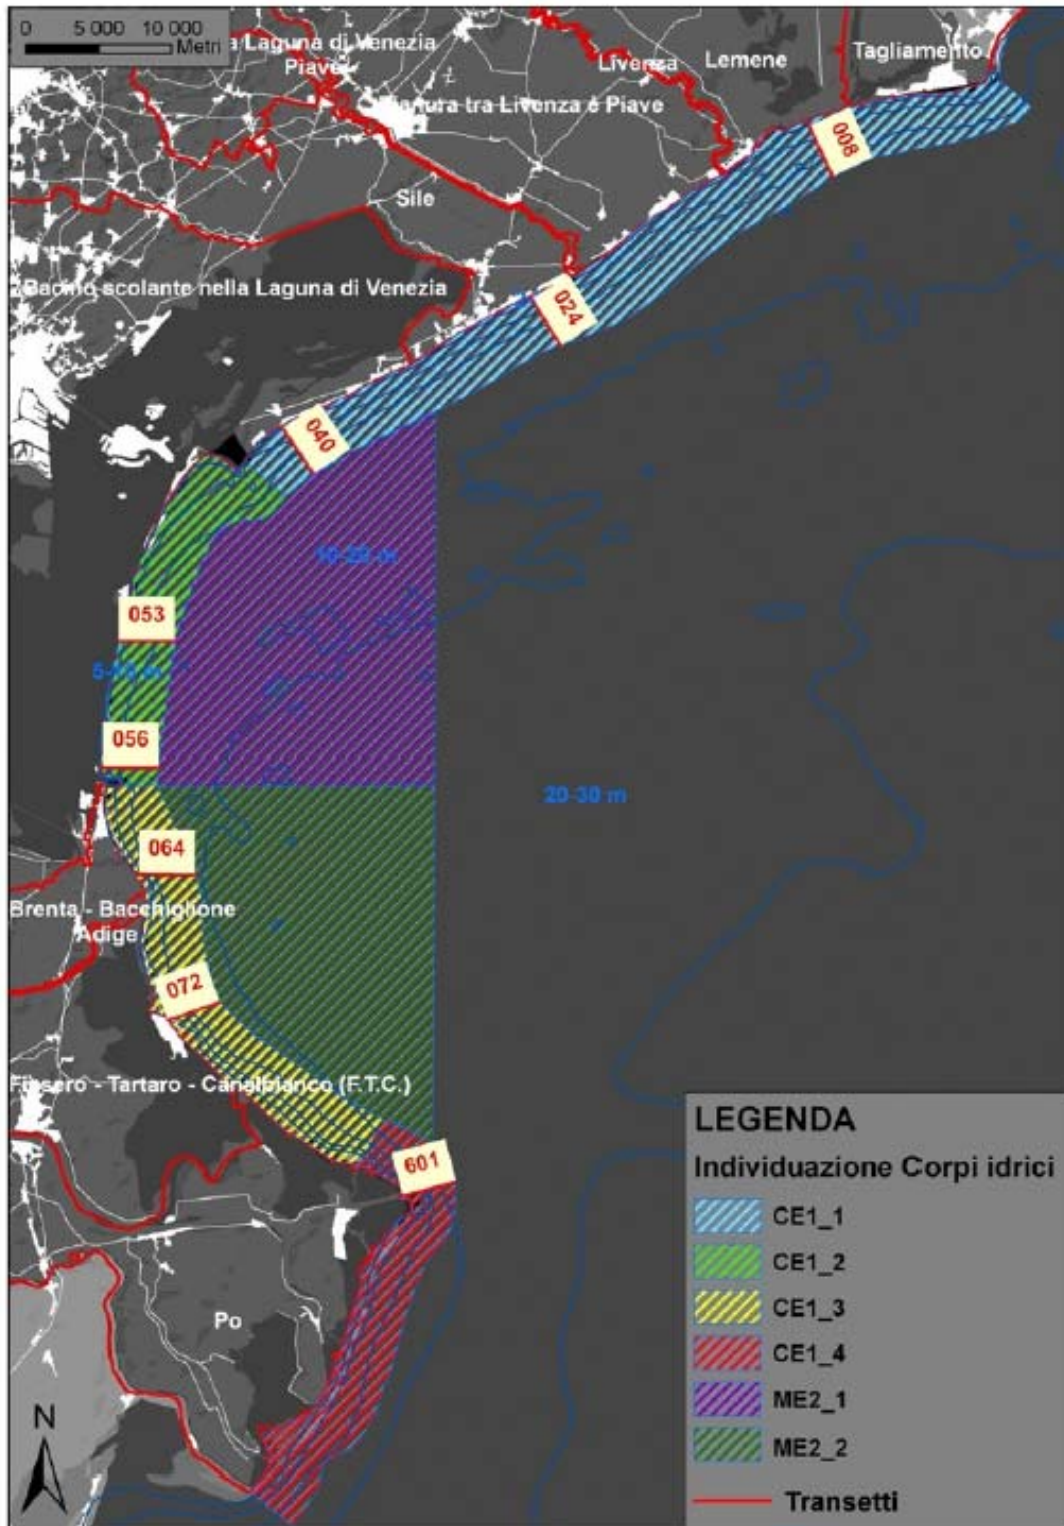 0 5 000 10 000
Metri
a Laguna di Venezia
Piave
Livenza
Lemene
Tagliamento
Pianura tra Livenza e Piave
008
Sile
Bacino scolante nella Laguna di Venezia
024
040
10-20 m
053
5-10 m
056
20-30 m
064
Brenta - Bacchiglione
Adige
072
Fissero - Tartaro - Canalbianco (F.T.C.)
601
Po
N
LEGENDA
Individuazione Corpi idrici
CE1_1
CE1_2
CE1_3
CE1_4
ME2_1
ME2_2
Transetti